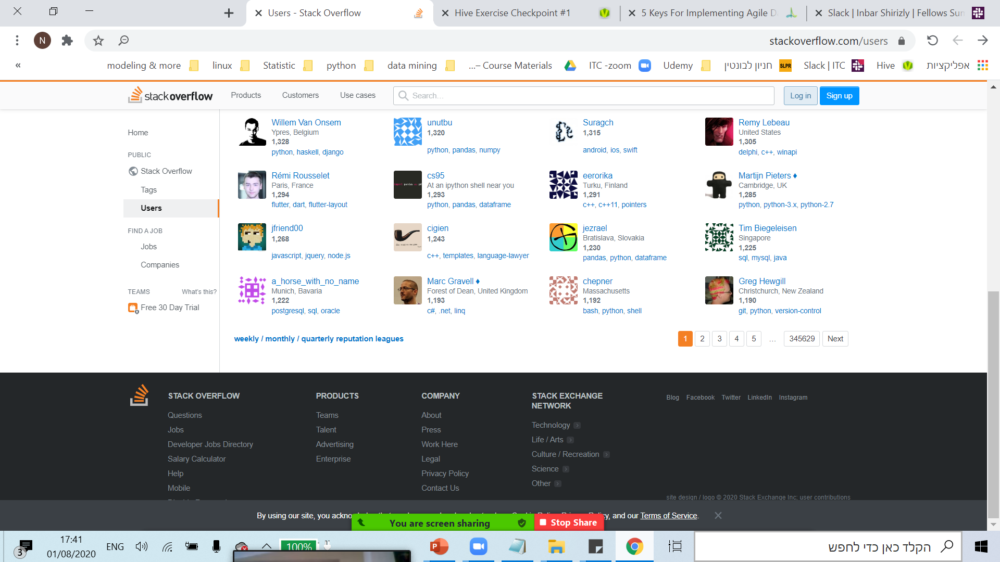 Users - Stack Overflow
Hive Exercise Checkpoint #1
5 Keys For Implementing Agile D
Slack | Inbar Shirizly | Fellows Sum
N
stackoverflow.com/users
«
modeling & more
linux
Statistic
python
data mining
...– Course Materials
ITC -zoom
Udemy
חניון לבונטין
SLPR
Slack | ITC
Hive
אפליקציות
stackoverflow
Products
Customers
Use cases
Search...
Log in
Sign up
Home
PUBLIC
Stack Overflow
Tags
Users
FIND A JOB
Jobs
Companies
TEAMS
What's this?
Free 30 Day Trial
Willem Van Onsem
Ypres, Belgium
1,328
python, haskell, django
unutbu
1,320
python, pandas, numpy
Suragch
1,315
android, ios, swift
Remy Lebeau
United States
1,305
delphi, c++, winapi
Rémi Rousselet
Paris, France
1,294
flutter, dart, flutter-layout
cs95
At an ipython shell near you
1,293
python, pandas, dataframe
eerorika
Turku, Finland
1,291
c++, c++11, pointers
Martijn Pieters ♦
Cambridge, UK
1,285
python, python-3.x, python-2.7
jfriend00
1,268
javascript, jquery, node.js
cigien
1,243
c++, templates, language-lawyer
jezrael
Bratislava, Slovakia
1,230
pandas, python, dataframe
Tim Biegeleisen
Singapore
1,225
sql, mysql, java
a_horse_with_no_name
Munich, Bavaria
1,222
postgresql, sql, oracle
Marc Gravell ♦
Forest of Dean, United Kingdom
1,193
c#, .net, linq
chepner
Massachusetts
1,192
bash, python, shell
Greg Hewgill
Christchurch, New Zealand
1,190
git, python, version-control
weekly / monthly / quarterly reputation leagues
1 2 3 4 5 … 345629 Next
STACK OVERFLOW
Questions
Jobs
Developer Jobs Directory
Salary Calculator
Help
Mobile
PRODUCTS
Teams
Talent
Advertising
Enterprise
COMPANY
About
Press
Work Here
Legal
Privacy Policy
Contact Us
STACK EXCHANGE
NETWORK
Technology
Life / Arts
Culture / Recreation
Science
Other
Blog Facebook Twitter LinkedIn Instagram
site design / logo © 2020 Stack Exchange Inc; user contributions
By using our site, you , and our Terms of Service.
You are screen sharing
Stop Share
3
17:41
01/08/2020
ENG
100%
הקלד כאן כדי לחפש